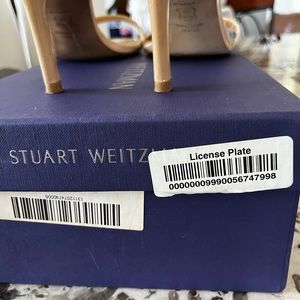 STUART WEITZ
License Plate
00000009990056747998